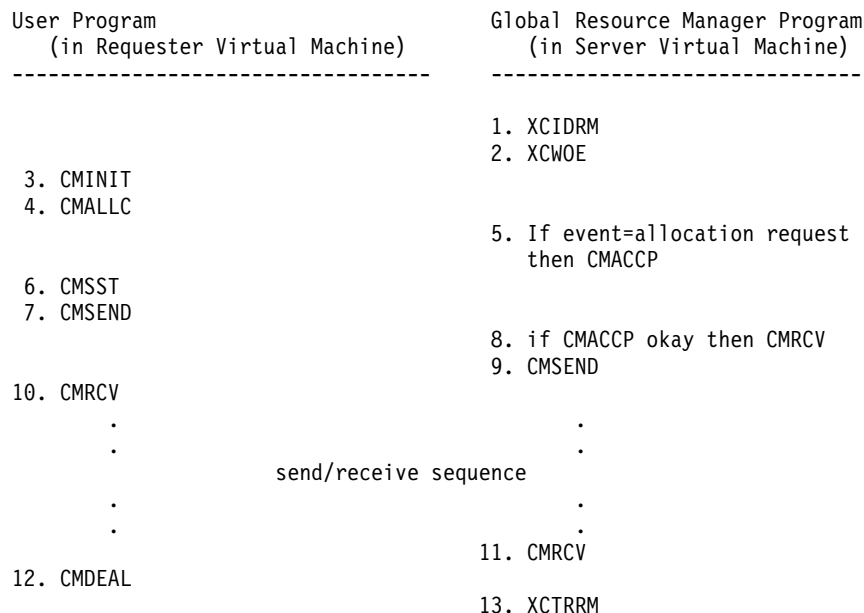 User Program                            Global Resource Manager Program
   (in Requester Virtual Machine)          (in Server Virtual Machine)
-----------------------------------     -------------------------------
                                        1. XCIDRM
                                        2. XCWOE
 3. CMINIT
 4. CMALLC
                                        5. If event=allocation request
                                           then CMACCP
 6. CMSST
 7. CMSEND
                                        8. if CMACCP okay then CMRCV
                                        9. CMSEND
10. CMRCV
        .                                      .
        .                                      .
                      send/receive sequence
        .                                      .
        .                                      .
                                       11. CMRCV
12. CMDEAL
                                       13. XCTRRM